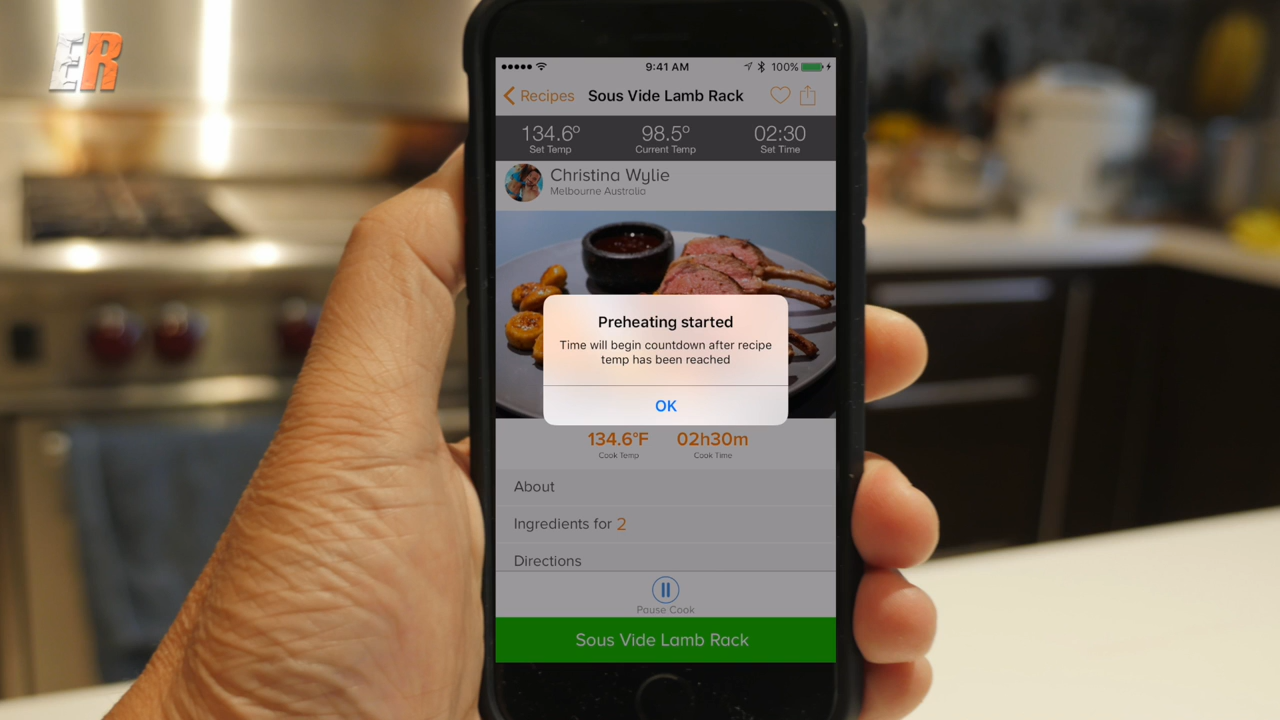 EER
9:41 AM 100%
Recipes Sous Vide Lamb Rack
134.6° 98.5° 02:30
Set Temp Current Temp Set Time
Christina Wylie
Melbourne Australia
Preheating started
Time will begin countdown after recipe
temp has been reached
OK
134.6°F 02h30m
Cook Temp Cook Time
About
Ingredients for 2
Directions
Pause Cook
Sous Vide Lamb Rack